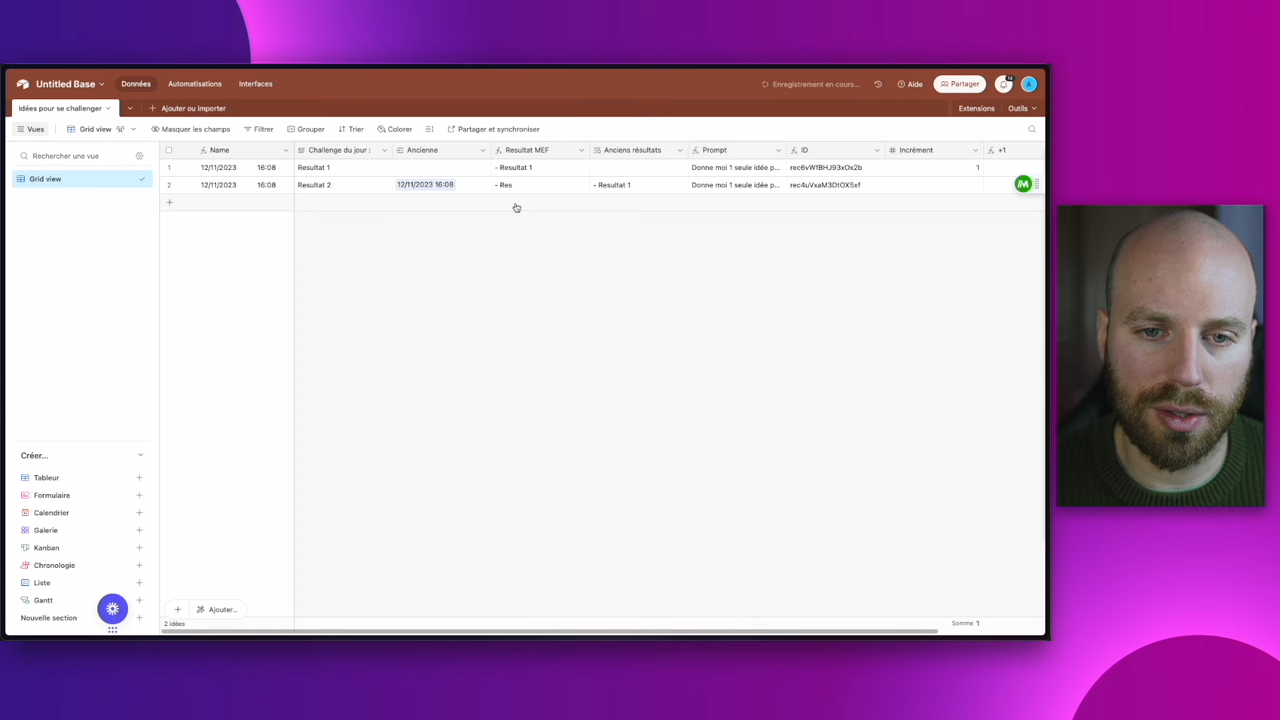 Untitled Base
Données
Automatisations
Interfaces
Enregistrement en cours...
Aide
Partager
14
A
Idées pour se challenger
Ajouter ou importer
Extensions
Outils
Vues
Grid view
Masquer les champs
Filtrer
Grouper
Trier
Colorer
Partager et synchroniser
Rechercher une vue
Grid view
Name
Challenge du jour :
Ancienne
Resultat MEF
Anciens résultats
Prompt
ID
Incrément
+1
1 12/11/2023 16:08 Resultat 1 - Resultat 1 Donne moi 1 seule idée p... rec6vWfBHJ93xOx2b 1
2 12/11/2023 16:08 Resultat 2 12/11/2023 16:08 - Res - Resultat 1 Donne moi 1 seule idée p... rec4uVxaM3DtOX5xf
Créer...
Tableur
Formulaire
Calendrier
Galerie
Kanban
Chronologie
Liste
Gantt
Nouvelle section
Ajouter...
2 idées
Somme 1